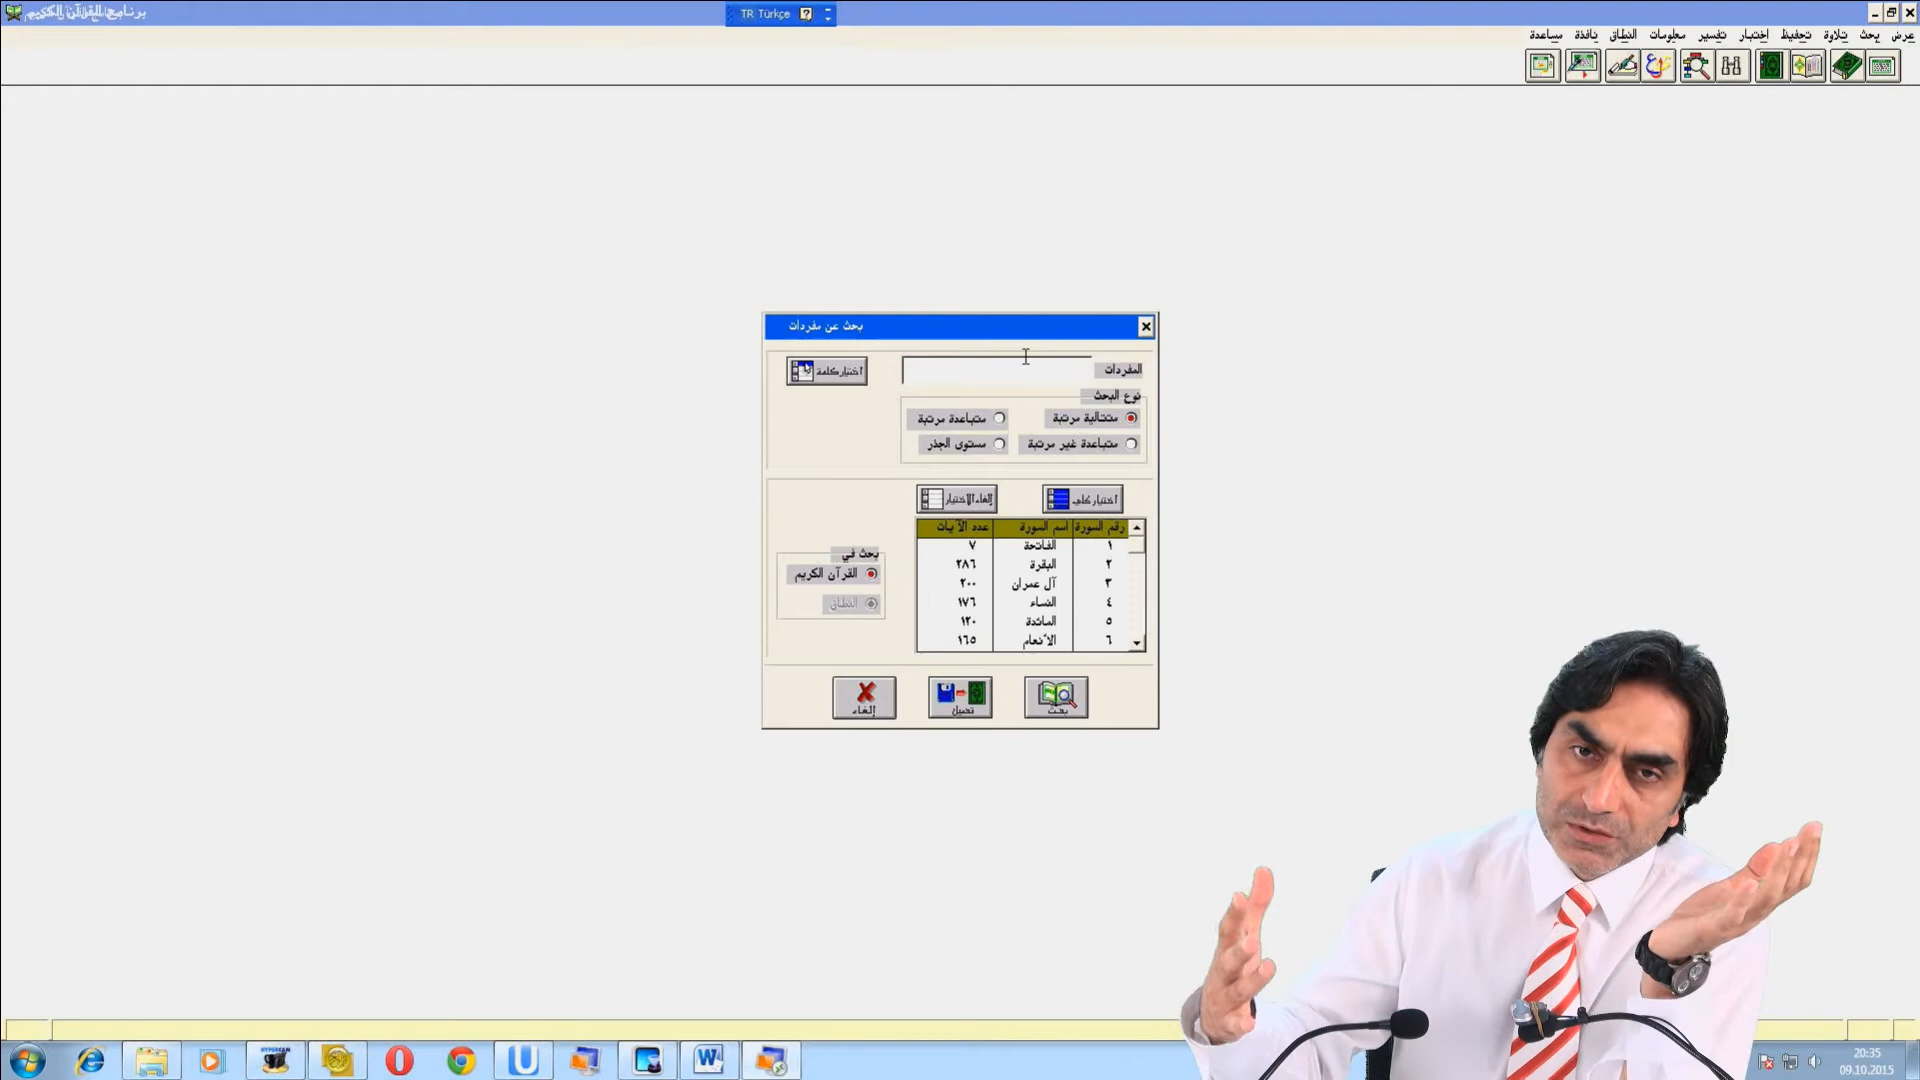 برنامج القرآن الكريم
TR Türkçe
عرض بحث تلاوة تحفيظ اختبار تفسير معلومات النطاق نافذة مساعدة
بحث عن مفردات
المفردات
اختيار كلمة
نوع البحث
متتالية مرتبة
متباعدة مرتبة
متباعدة غير مرتبة
مستوى الجذر
اختيار كلي
إلغاء الاختيار
رقم السورة اسم السورة عدد الآيات
١ الفاتحة ٧
٢ البقرة ٢٨٦
٣ آل عمران ٢٠٠
٤ النساء ١٧٦
٥ المائدة ١٢٠
٦ الأنعام ١٦٥
بحث في
القرآن الكريم
النطاق
بحث
تحميل
إلغاء
HYPERCAM
20:35
09.10.2015